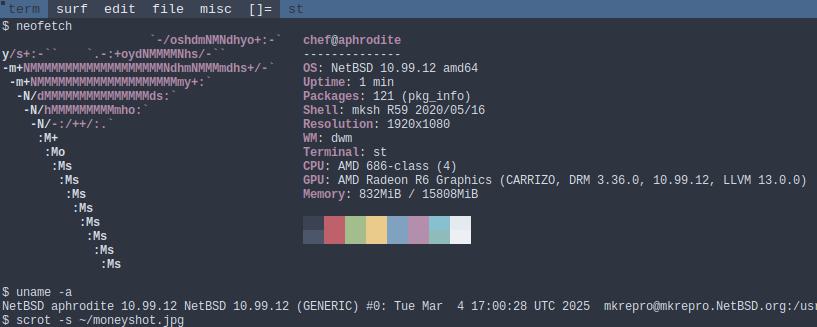 term surf edit file misc []= st
$ neofetch
`-/oshdmNMNdhyo+:-` chef@aphrodite
y/s+:-`` `.-:+oydNMMMMNhs/-`` -------------
-m+NMMMMMMMMMMMMMMMMMMMNdhmNMMMmdhs+/-` OS: NetBSD 10.99.12 amd64
-m+NMMMMMMMMMMMMMMMMMMMMmy+:` Uptime: 1 min
-N/dMMMMMMMMMMMMMMMds:` Packages: 121 (pkg_info)
-N/hMMMMMMMMMmho:` Shell: mksh R59 2020/05/16
-N/-:/++/:.` Resolution: 1920x1080
:M+ WM: dwm
:Mo Terminal: st
:Ms CPU: AMD 686-class (4)
:Ms GPU: AMD Radeon R6 Graphics (CARRIZO, DRM 3.36.0, 10.99.12, LLVM 13.0.0)
:Ms Memory: 832MiB / 15808MiB
:Ms
:Ms
:Ms
:Ms
:Ms
$ uname -a
NetBSD aphrodite 10.99.12 NetBSD 10.99.12 (GENERIC) #0: Tue Mar 4 17:00:28 UTC 2025 mkrepro@mkrepro.NetBSD.org:/usr
$ scrot -s ~/moneyshot.jpg